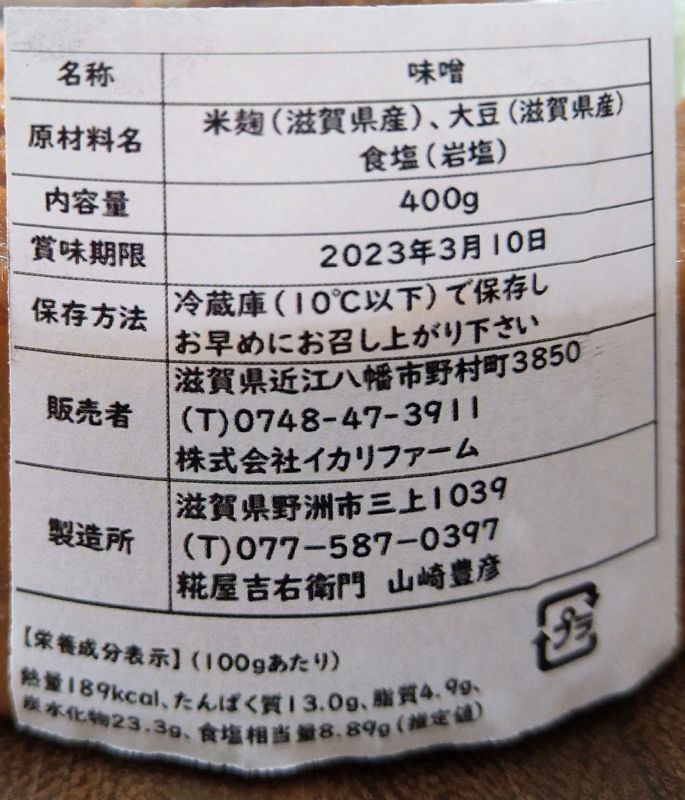 名称 味噌
原材料名 米麹(滋賀県産)、大豆(滋賀県産)
食塩(岩塩)
内容量 400g
賞味期限 2023年3月10日
保存方法 冷蔵庫(10℃以下)で保存し
お早めにお召し上がり下さい
販売者 滋賀県近江八幡市野村町3850
(T)0748-47-3911
株式会社イカリファーム
製造所 滋賀県野洲市三上1039
(T)077-587-0397
糀屋吉右衛門 山崎豊彦
【栄養成分表示】(100gあたり)
熱量189kcal、たんぱく質13.0g、脂質4.9g、
炭水化物23.3g、食塩相当量8.89g(推定値)
プラ